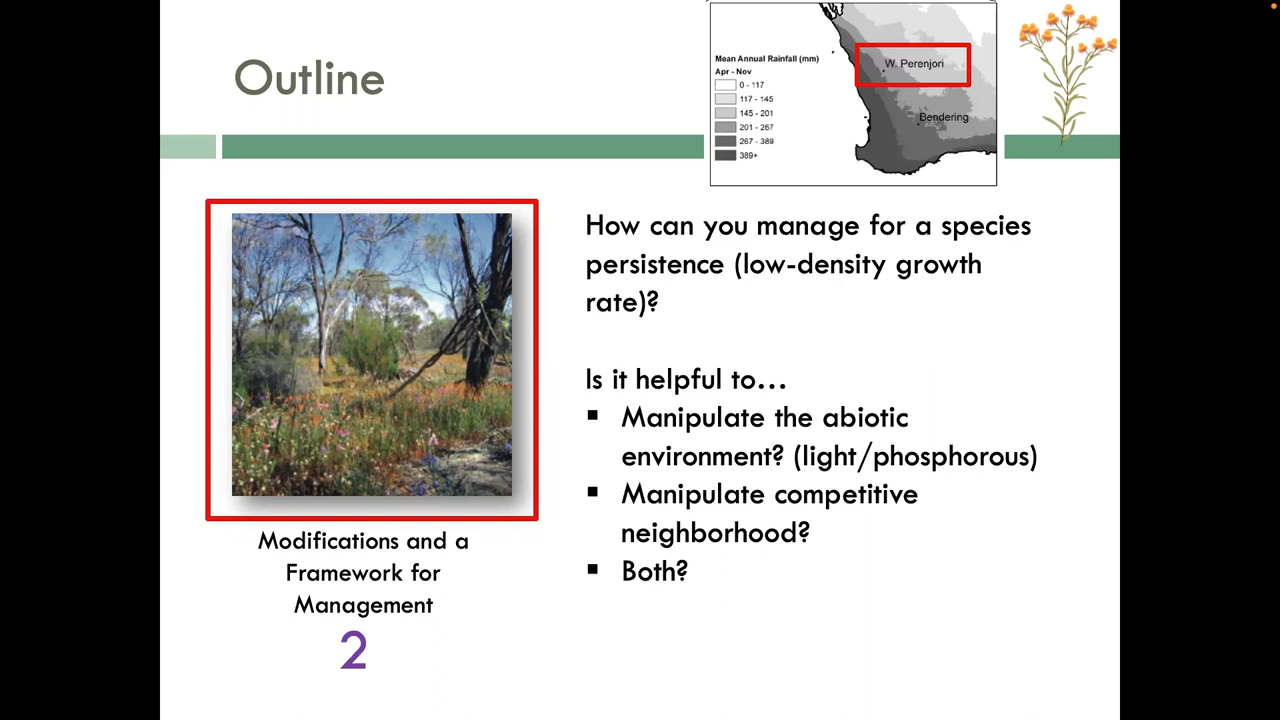 Outline
Mean Annual Rainfall (mm)
Apr - Nov
0 - 117
117 - 145
145 - 201
201 - 267
267 - 389
389+
W. Perenjori
Bendering
How can you manage for a species
persistence (low-density growth
rate)?
Is it helpful to…
▪ Manipulate the abiotic
environment? (light/phosphorous)
▪ Manipulate competitive
neighborhood?
▪ Both?
Modifications and a
Framework for
Management
2